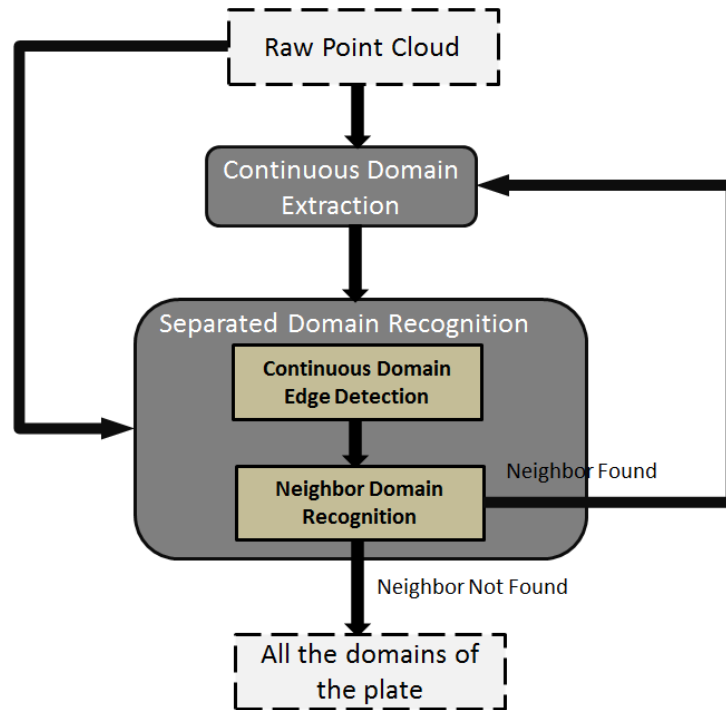 Raw Point Cloud
Continuous Domain
Extraction
Separated Domain Recognition
Continuous Domain
Edge Detection
Neighbor Domain
Recognition
Neighbor Found
Neighbor Not Found
All the domains of
the plate